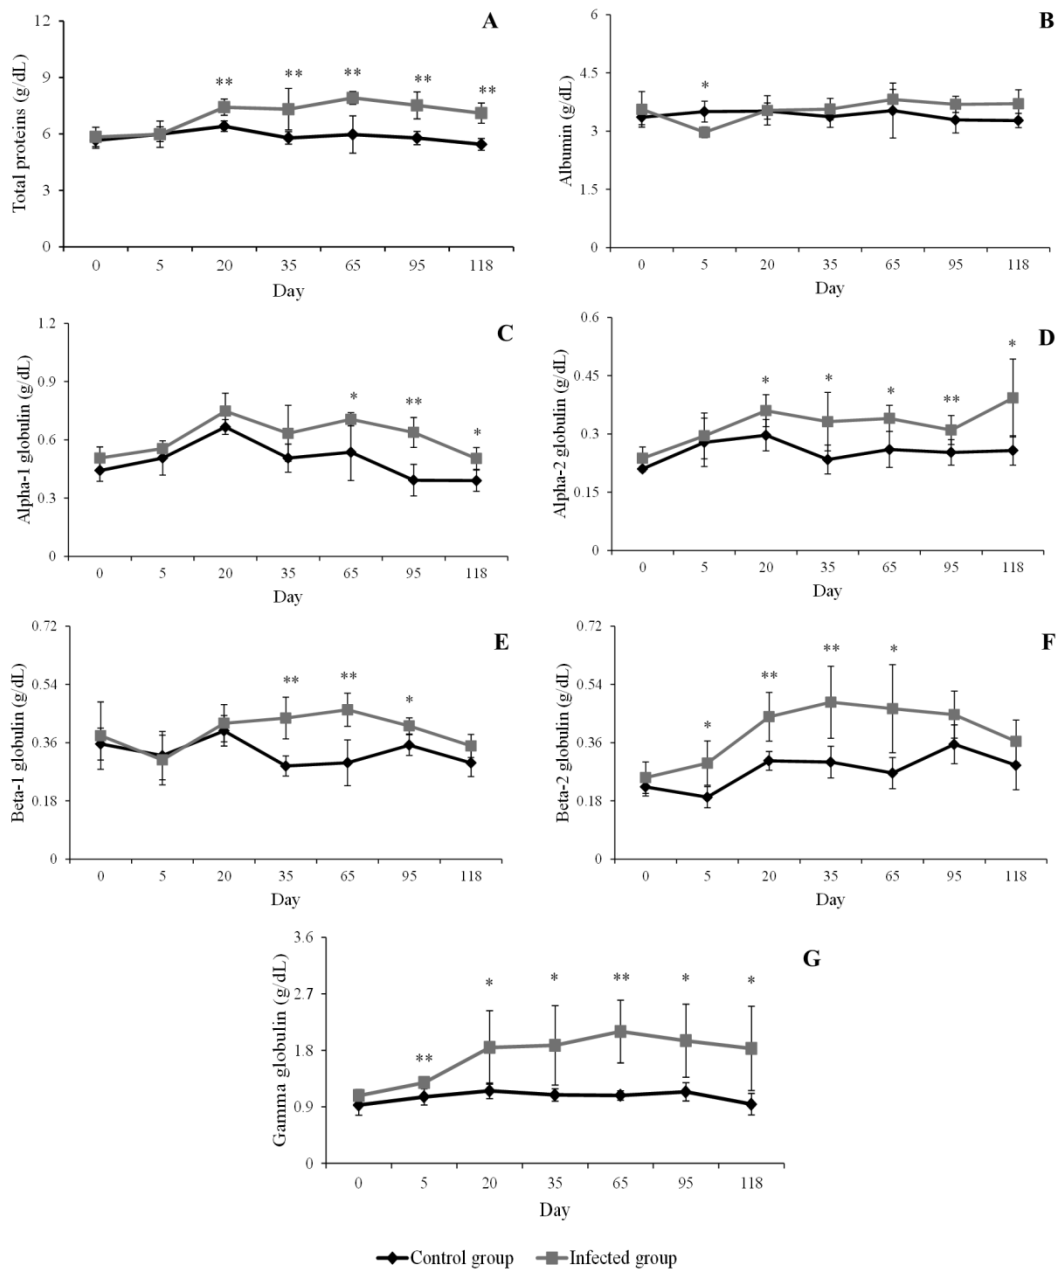 A
Total proteins (g/dL)
12
9
6
3
0
** ** ** ** **
0 5 20 35 65 95 118
Day
B
Albumin (g/dL)
6
4.5
3
1.5
0
*
0 5 20 35 65 95 118
Day
C
Alpha-1 globulin (g/dL)
1.2
0.9
0.6
0.3
0
* ** *
0 5 20 35 65 95 118
Day
D
Alpha-2 globulin (g/dL)
0.6
0.45
0.3
0.15
0
* * * ** *
0 5 20 35 65 95 118
Day
E
Beta-1 globulin (g/dL)
0.72
0.54
0.36
0.18
0
** ** *
0 5 20 35 65 95 118
Day
F
Beta-2 globulin (g/dL)
0.72
0.54
0.36
0.18
0
* ** ** *
0 5 20 35 65 95 118
Day
G
Gamma globulin (g/dL)
3.6
2.7
1.8
0.9
0
** * * ** * *
0 5 20 35 65 95 118
Day
Control group Infected group